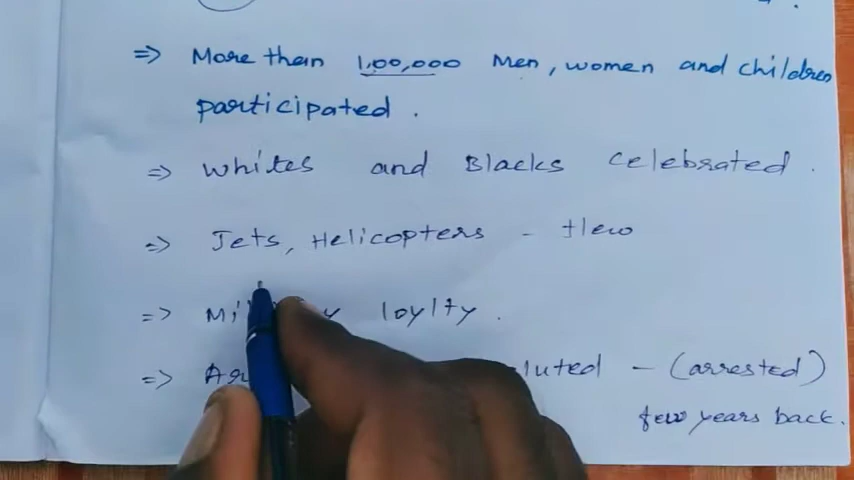 => More than 1,00,000 Men, women and children
participated.
=> Whites and Blacks celebrated.
=> Jets, Helicopters - flew
=> loylty.
=> - (arrested)
few years back.